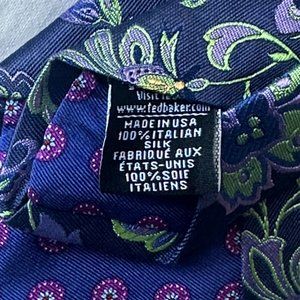 www.tedbaker.com
MADE IN USA
100% ITALIAN
SILK
FABRIQUÉ AUX
ÉTATS-UNIS
100% SOIE
ITALIENS